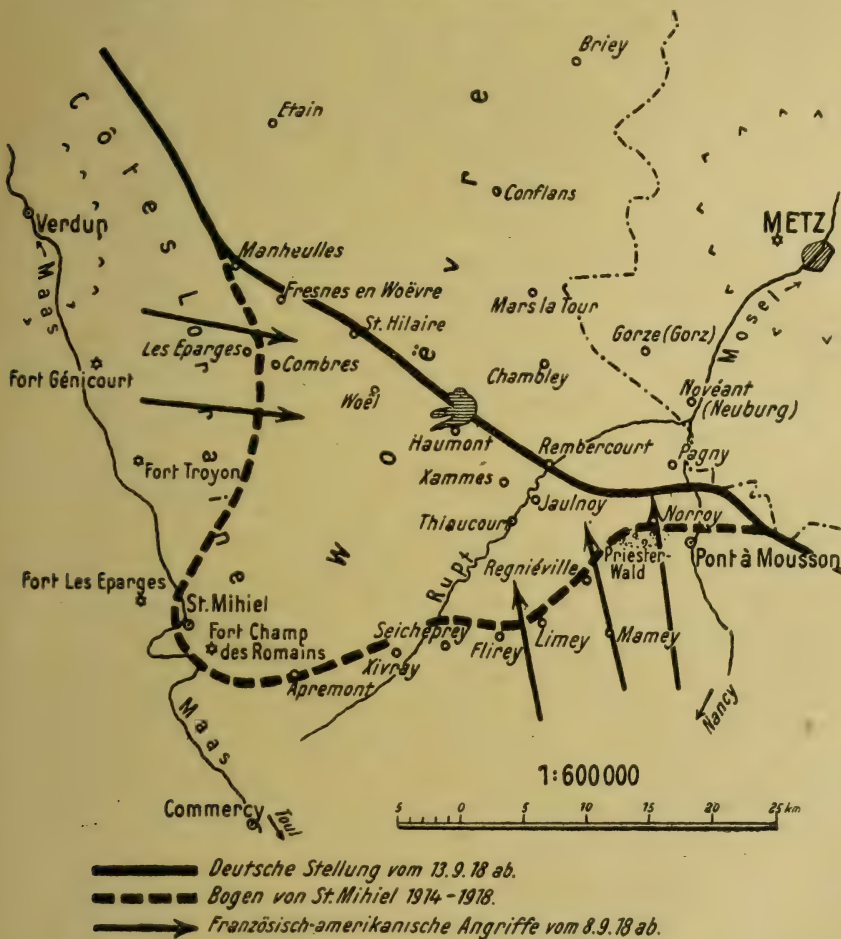 Briey
Etain
Côtes Lorraine
Woëvre
Conflans
Verdun
METZ
Manheulles
Maas
Mars la Tour
Mosel
Fresnes en Woëvre
St. Hilaire
Gorze (Gorz)
Les Eparges
Combres
Chambley
Fort Génicourt
Woël
Novéant
(Neuburg)
Haumont
Rembercourt
Pagny
Fort Troyon
Xammés
Jaulnoy
Thiaucourt
Norroy
Priester-
Wald
Pont à Mousson
Regniéville
Rupt
Fort Les Eparges
St. Mihiel
Fort Champ
des Romains
Seicheprey
Flirey
Limey
Mamey
Xivray
Apremont
Nancy
Maas
1:600000
Commercy
Toul
5 0 5 10 15 20 25 km
Deutsche Stellung vom 13.9.18 ab.
Bogen von St. Mihiel 1914-1918.
Französisch-amerikanische Angriffe vom 8.9.18 ab.